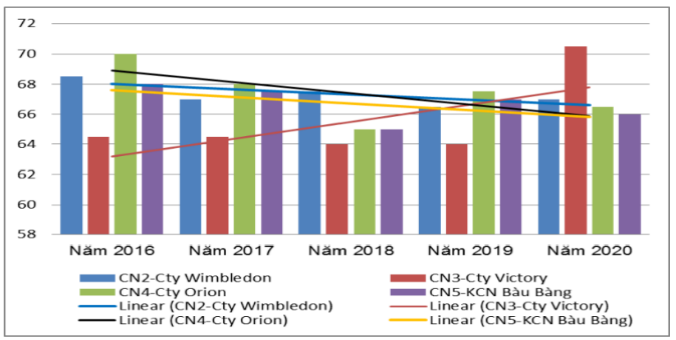 72
70
68
66
64
62
60
58
Năm 2016 Năm 2017 Năm 2018 Năm 2019 Năm 2020
CN2-Cty Wimbledon CN3-Cty Victory
CN4-Cty Orion CN5-KCN Bàu Bàng
Linear (CN2-Cty Wimbledon) Linear (CN3-Cty Victory)
Linear (CN4-Cty Orion) Linear (CN5-KCN Bàu Bàng)